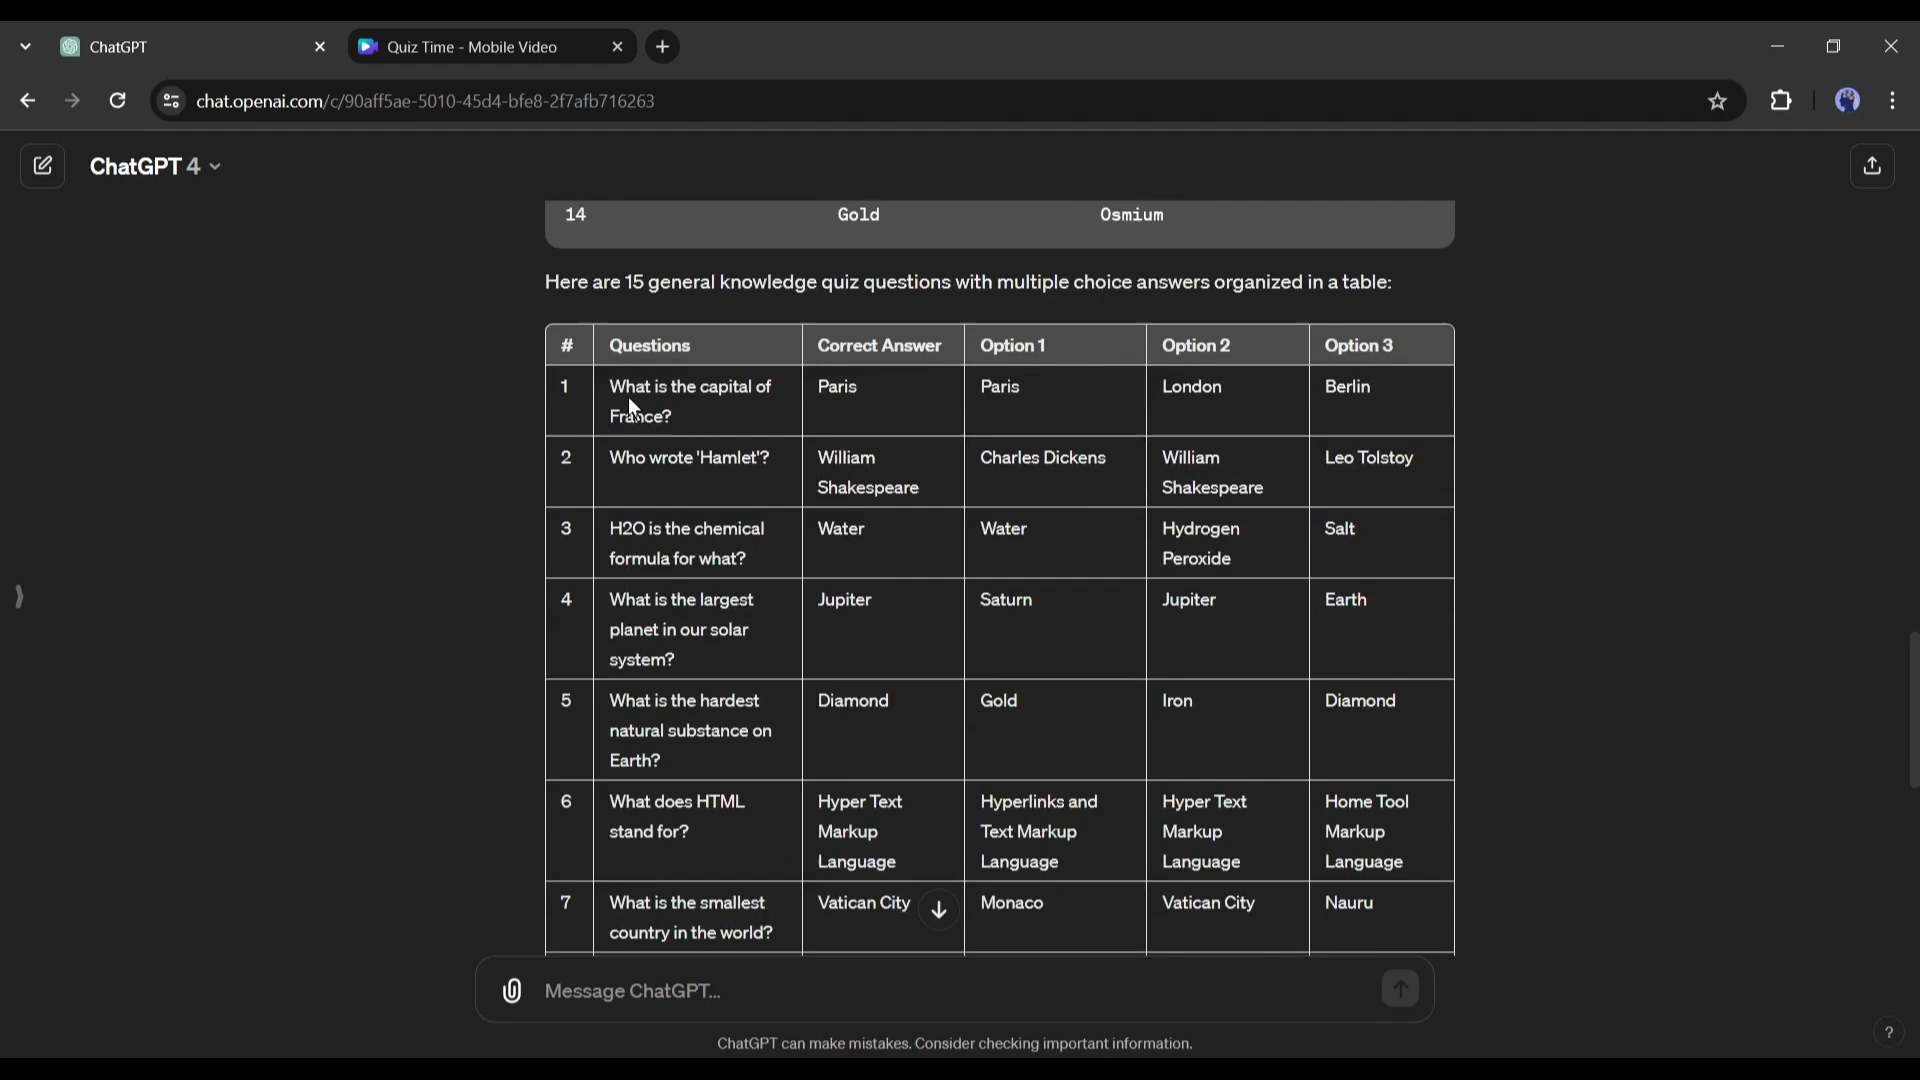 ChatGPT
Quiz Time - Mobile Video
chat.openai.com/c/90aff5ae-5010-45d4-bfe8-2f7afb716263
ChatGPT 4
14 Gold Osmium
Here are 15 general knowledge quiz questions with multiple choice answers organized in a table:
# Questions Correct Answer Option 1 Option 2 Option 3
1 What is the capital of Paris Paris London Berlin
France?
2 Who wrote 'Hamlet'? William Charles Dickens William Leo Tolstoy
Shakespeare Shakespeare
3 H2O is the chemical Water Water Hydrogen Salt
formula for what? Peroxide
4 What is the largest Jupiter Saturn Jupiter Earth
planet in our solar
system?
5 What is the hardest Diamond Gold Iron Diamond
natural substance on
Earth?
6 What does HTML Hyper Text Hyperlinks and Hyper Text Home Tool
stand for? Markup Text Markup Markup Markup
Language Language Language Language
7 What is the smallest Vatican City Monaco Vatican City Nauru
country in the world?
Message ChatGPT...
ChatGPT can make mistakes. Consider checking important information.
?